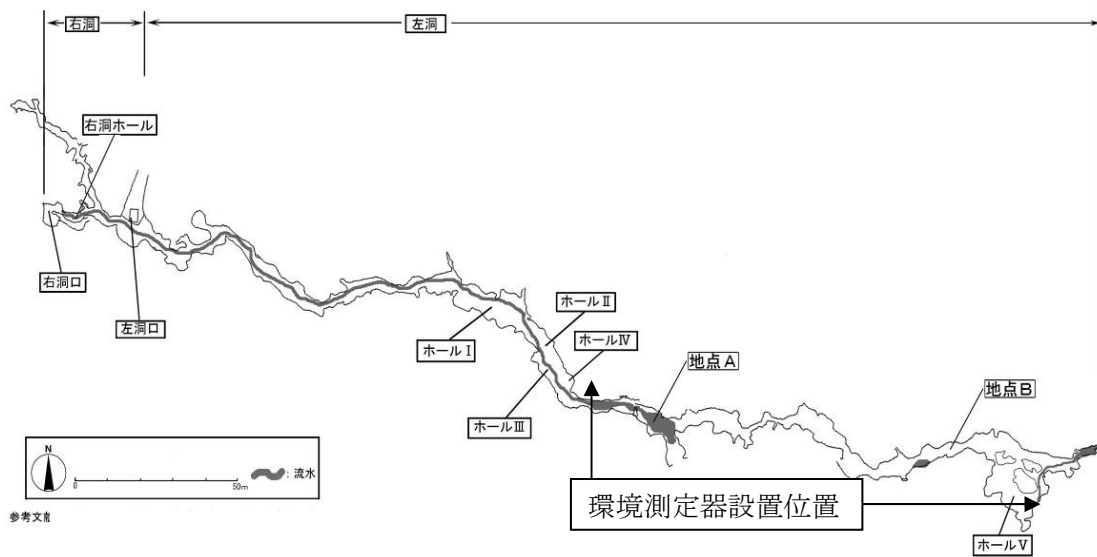 右洞
左洞
右洞ホール
右洞口
左洞口
ホールⅠ
ホールⅡ
ホールⅣ
ホールⅢ
地点A
地点B
環境測定器設置位置
ホールⅤ
N
0
50m
：流水
参考文